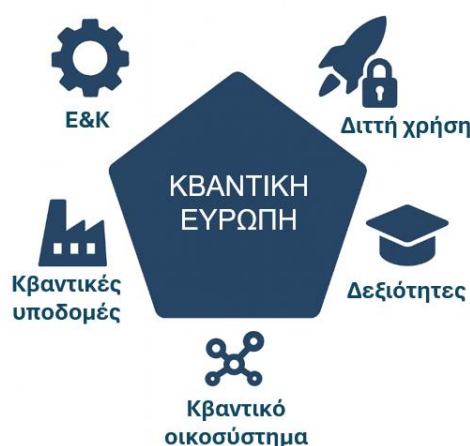 Ε&Κ
Διττή χρήση
ΚΒΑΝΤΙΚΗ
ΕΥΡΩΠΗ
Κβαντικές
υποδομές
Δεξιότητες
Κβαντικό
οικοσύστημα